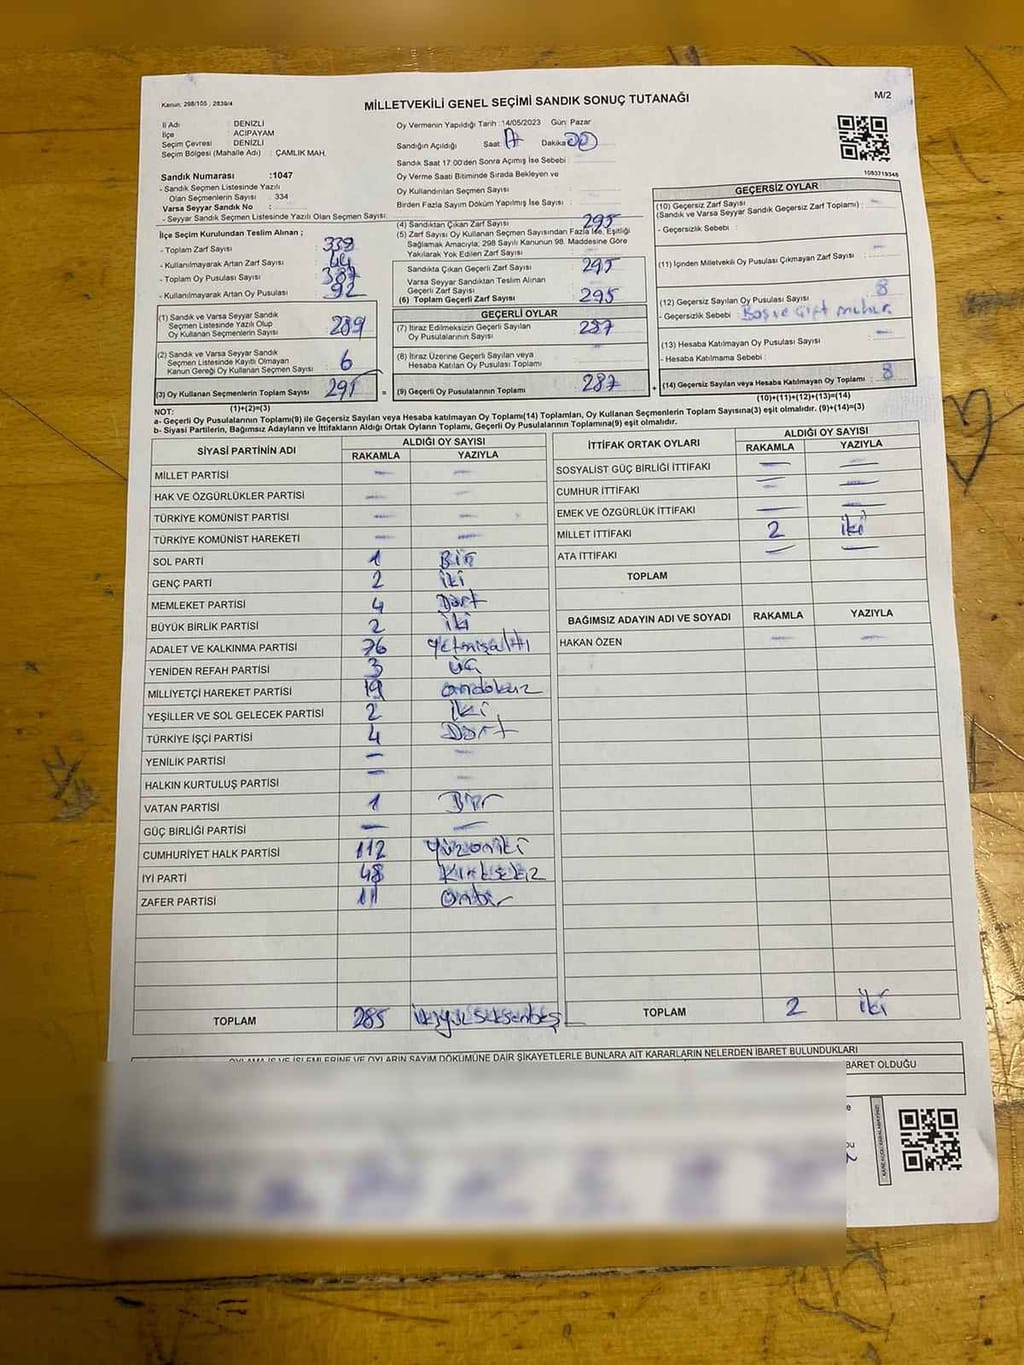 Kanun: 298/105 , 2839/4
MİLLETVEKİLİ GENEL SEÇİMİ SANDIK SONUÇ TUTANAĞI
M/2
İl Adı : DENİZLİ
İlçe : ACIPAYAM
Seçim Çevresi : DENİZLİ
Seçim Bölgesi (Mahalle Adı) : ÇAMLIK MAH.
Oy Vermenin Yapıldığı Tarih :14/05/2023 Gün: Pazar
Sandığın Açıldığı Saat: 17 Dakika: 00
Sandık Saat 17:00'den Sonra Açılmış İse Sebebi :
Oy Verme Saati Bitiminde Sırada Bekleyen ve
Oy Kullandırılan Seçmen Sayısı
Birden Fazla Sayım Döküm Yapılmış İse Sayısı :
1083719348
Sandık Numarası :1047
- Sandık Seçmen Listesinde Yazılı
Olan Seçmenlerin Sayısı : 334
Varsa Seyyar Sandık No :
- Seyyar Sandık Seçmen Listesinde Yazılı Olan Seçmen Sayısı:
İlçe Seçim Kurulundan Teslim Alınan ;
- Toplam Zarf Sayısı :
- Kullanılmayarak Artan Zarf Sayısı : 44
- Toplam Oy Pusulası Sayısı : 387
- Kullanılmayarak Artan Oy Pusulası : 92
(1) Sandık ve Varsa Seyyar Sandık
Seçmen Listesinde Yazılı Olup
Oy Kullanan Seçmenlerin Sayısı : 289
(2) Sandık ve Varsa Seyyar Sandık
Seçmen Listesinde Kaydı Olmayan
Kanun Gereği Oy Kullanan Seçmen Sayısı : 6
(3) Oy Kullanan Seçmenlerin Toplam Sayısı : 295
(1)+(2)=(3)
(4) Sandıktan Çıkan Zarf Sayısı : 295
(5) Zarf Sayısı Oy Kullanan Seçmen Sayısından Fazla İse, Eşitliği
Sağlamak Amacıyla, 298 Sayılı Kanunun 98. Maddesine Göre
Yakılarak Yok Edilen Zarf Sayısı :
Sandıkta Çıkan Geçerli Zarf Sayısı : 295
Varsa Seyyar Sandıktan Teslim Alınan
Geçerli Zarf Sayısı :
(6) Toplam Geçerli Zarf Sayısı : 295
GEÇERLİ OYLAR
(7) İtiraz Edilmeksizin Geçerli Sayılan
Oy Pusulalarının Sayısı : 287
(8) İtiraz Üzerine Geçerli Sayılan veya
Hesaba Katılan Oy Pusulası Toplamı : -
= (9) Geçerli Oy Pusulalarının Toplamı : 287 +
GEÇERSİZ OYLAR
(10) Geçersiz Zarf Sayısı : -
(Sandık ve Varsa Seyyar Sandık Geçersiz Zarf Toplamı)
- Geçersizlik Sebebi :
(11) İçinden Milletvekili Oy Pusulası Çıkmayan Zarf Sayısı : -
(12) Geçersiz Sayılan Oy Pusulası Sayısı : 8
- Geçersizlik Sebebi : Boş ve Çift mühür.
(13) Hesaba Katılmayan Oy Pusulası Sayısı : -
- Hesaba Katılmama Sebebi :
(14) Geçersiz Sayılan veya Hesaba Katılmayan Oy Toplamı : 8
(10)+(11)+(12)+(13)=(14)
NOT:
a- Geçerli Oy Pusulalarının Toplamı(9) ile Geçersiz Sayılan veya Hesaba katılmayan Oy Toplamı(14) Toplamları, Oy Kullanan Seçmenlerin Toplam Sayısına(3) eşit olmalıdır. (9)+(14)=(3)
b- Siyasi Partilerin, Bağımsız Adayların ve İttifakların Aldığı Ortak Oyların Toplamı, Geçerli Oy Pusulalarının Toplamına(9) eşit olmalıdır.
SİYASİ PARTİNİN ADI ALDIĞI OY SAYISI
RAKAMLA YAZIYLA
MİLLET PARTİSİ - -
HAK VE ÖZGÜRLÜKLER PARTİSİ - -
TÜRKİYE KOMÜNİST PARTİSİ - -
TÜRKİYE KOMÜNİST HAREKETİ - -
SOL PARTİ 1 Bir
GENÇ PARTİ 2 iki
MEMLEKET PARTİSİ 4 Dört
BÜYÜK BİRLİK PARTİSİ 2 iki
ADALET VE KALKINMA PARTİSİ 76 yetmişaltı
YENİDEN REFAH PARTİSİ 3 üç
MİLLİYETÇİ HAREKET PARTİSİ 19 ondokuz
YEŞİLLER VE SOL GELECEK PARTİSİ 2 iki
TÜRKİYE İŞÇİ PARTİSİ 4 Dört
YENİLİK PARTİSİ - -
HALKIN KURTULUŞ PARTİSİ - -
VATAN PARTİSİ 1 Bir
GÜÇ BİRLİĞİ PARTİSİ - -
CUMHURİYET HALK PARTİSİ 112 yüzoniki
İYİ PARTİ 48 Kırksekiz
ZAFER PARTİSİ 11 onbir
TOPLAM 285 ikiyüzseksenbeş
İTTİFAK ORTAK OYLARI ALDIĞI OY SAYISI
RAKAMLA YAZIYLA
SOSYALİST GÜÇ BİRLİĞİ İTTİFAKI - -
CUMHUR İTTİFAKI - -
EMEK VE ÖZGÜRLÜK İTTİFAKI - -
MİLLET İTTİFAKI 2 iki
ATA İTTİFAKI - -
TOPLAM
BAĞIMSIZ ADAYIN ADI VE SOYADI RAKAMLA YAZIYLA
HAKAN ÖZEN - -
TOPLAM 2 iki
OYLAMA İŞ VE İŞLEMLERİNE VE OYLARIN SAYIM DÖKÜMÜNE DAİR ŞİKAYETLERLE BUNLARA AİT KARARLARIN NELERDEN İBARET BULUNDUKLARI
BARET OLDUĞU